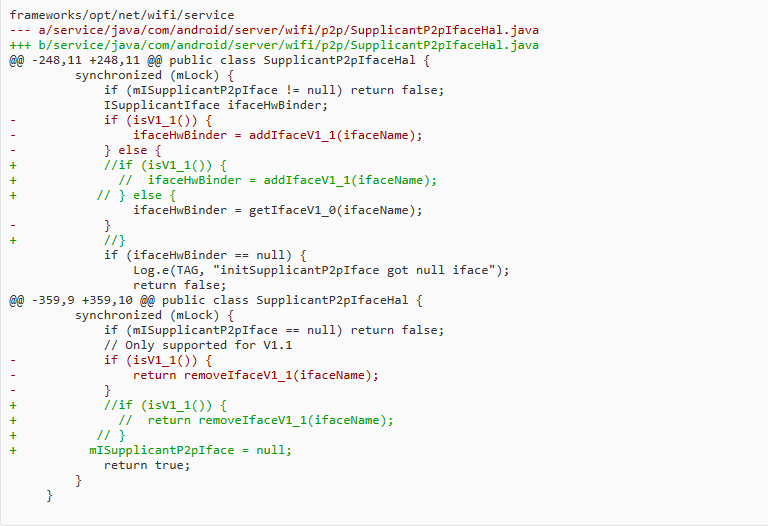 frameworks/opt/net/wifi/service
--- a/service/java/com/android/server/wifi/p2p/SupplicantP2pIfaceHal.java
+++ b/service/java/com/android/server/wifi/p2p/SupplicantP2pIfaceHal.java
@@ -248,11 +248,11 @@ public class SupplicantP2pIfaceHal {
         synchronized (mLock) {
             if (mISupplicantP2pIface != null) return false;
             ISupplicantIface ifaceHwBinder;
-            if (isV1_1()) {
-                ifaceHwBinder = addIfaceV1_1(ifaceName);
-            } else {
+            //if (isV1_1()) {
+              //  ifaceHwBinder = addIfaceV1_1(ifaceName);
+           // } else {
                 ifaceHwBinder = getIfaceV1_0(ifaceName);
-            }
+            //}
             if (ifaceHwBinder == null) {
                 Log.e(TAG, "initSupplicantP2pIface got null iface");
                 return false;
@@ -359,9 +359,10 @@ public class SupplicantP2pIfaceHal {
         synchronized (mLock) {
             if (mISupplicantP2pIface == null) return false;
             // Only supported for V1.1
-            if (isV1_1()) {
-                return removeIfaceV1_1(ifaceName);
-            }
+            //if (isV1_1()) {
+              //  return removeIfaceV1_1(ifaceName);
+           // }
+          mISupplicantP2pIface = null;
             return true;
         }
     }